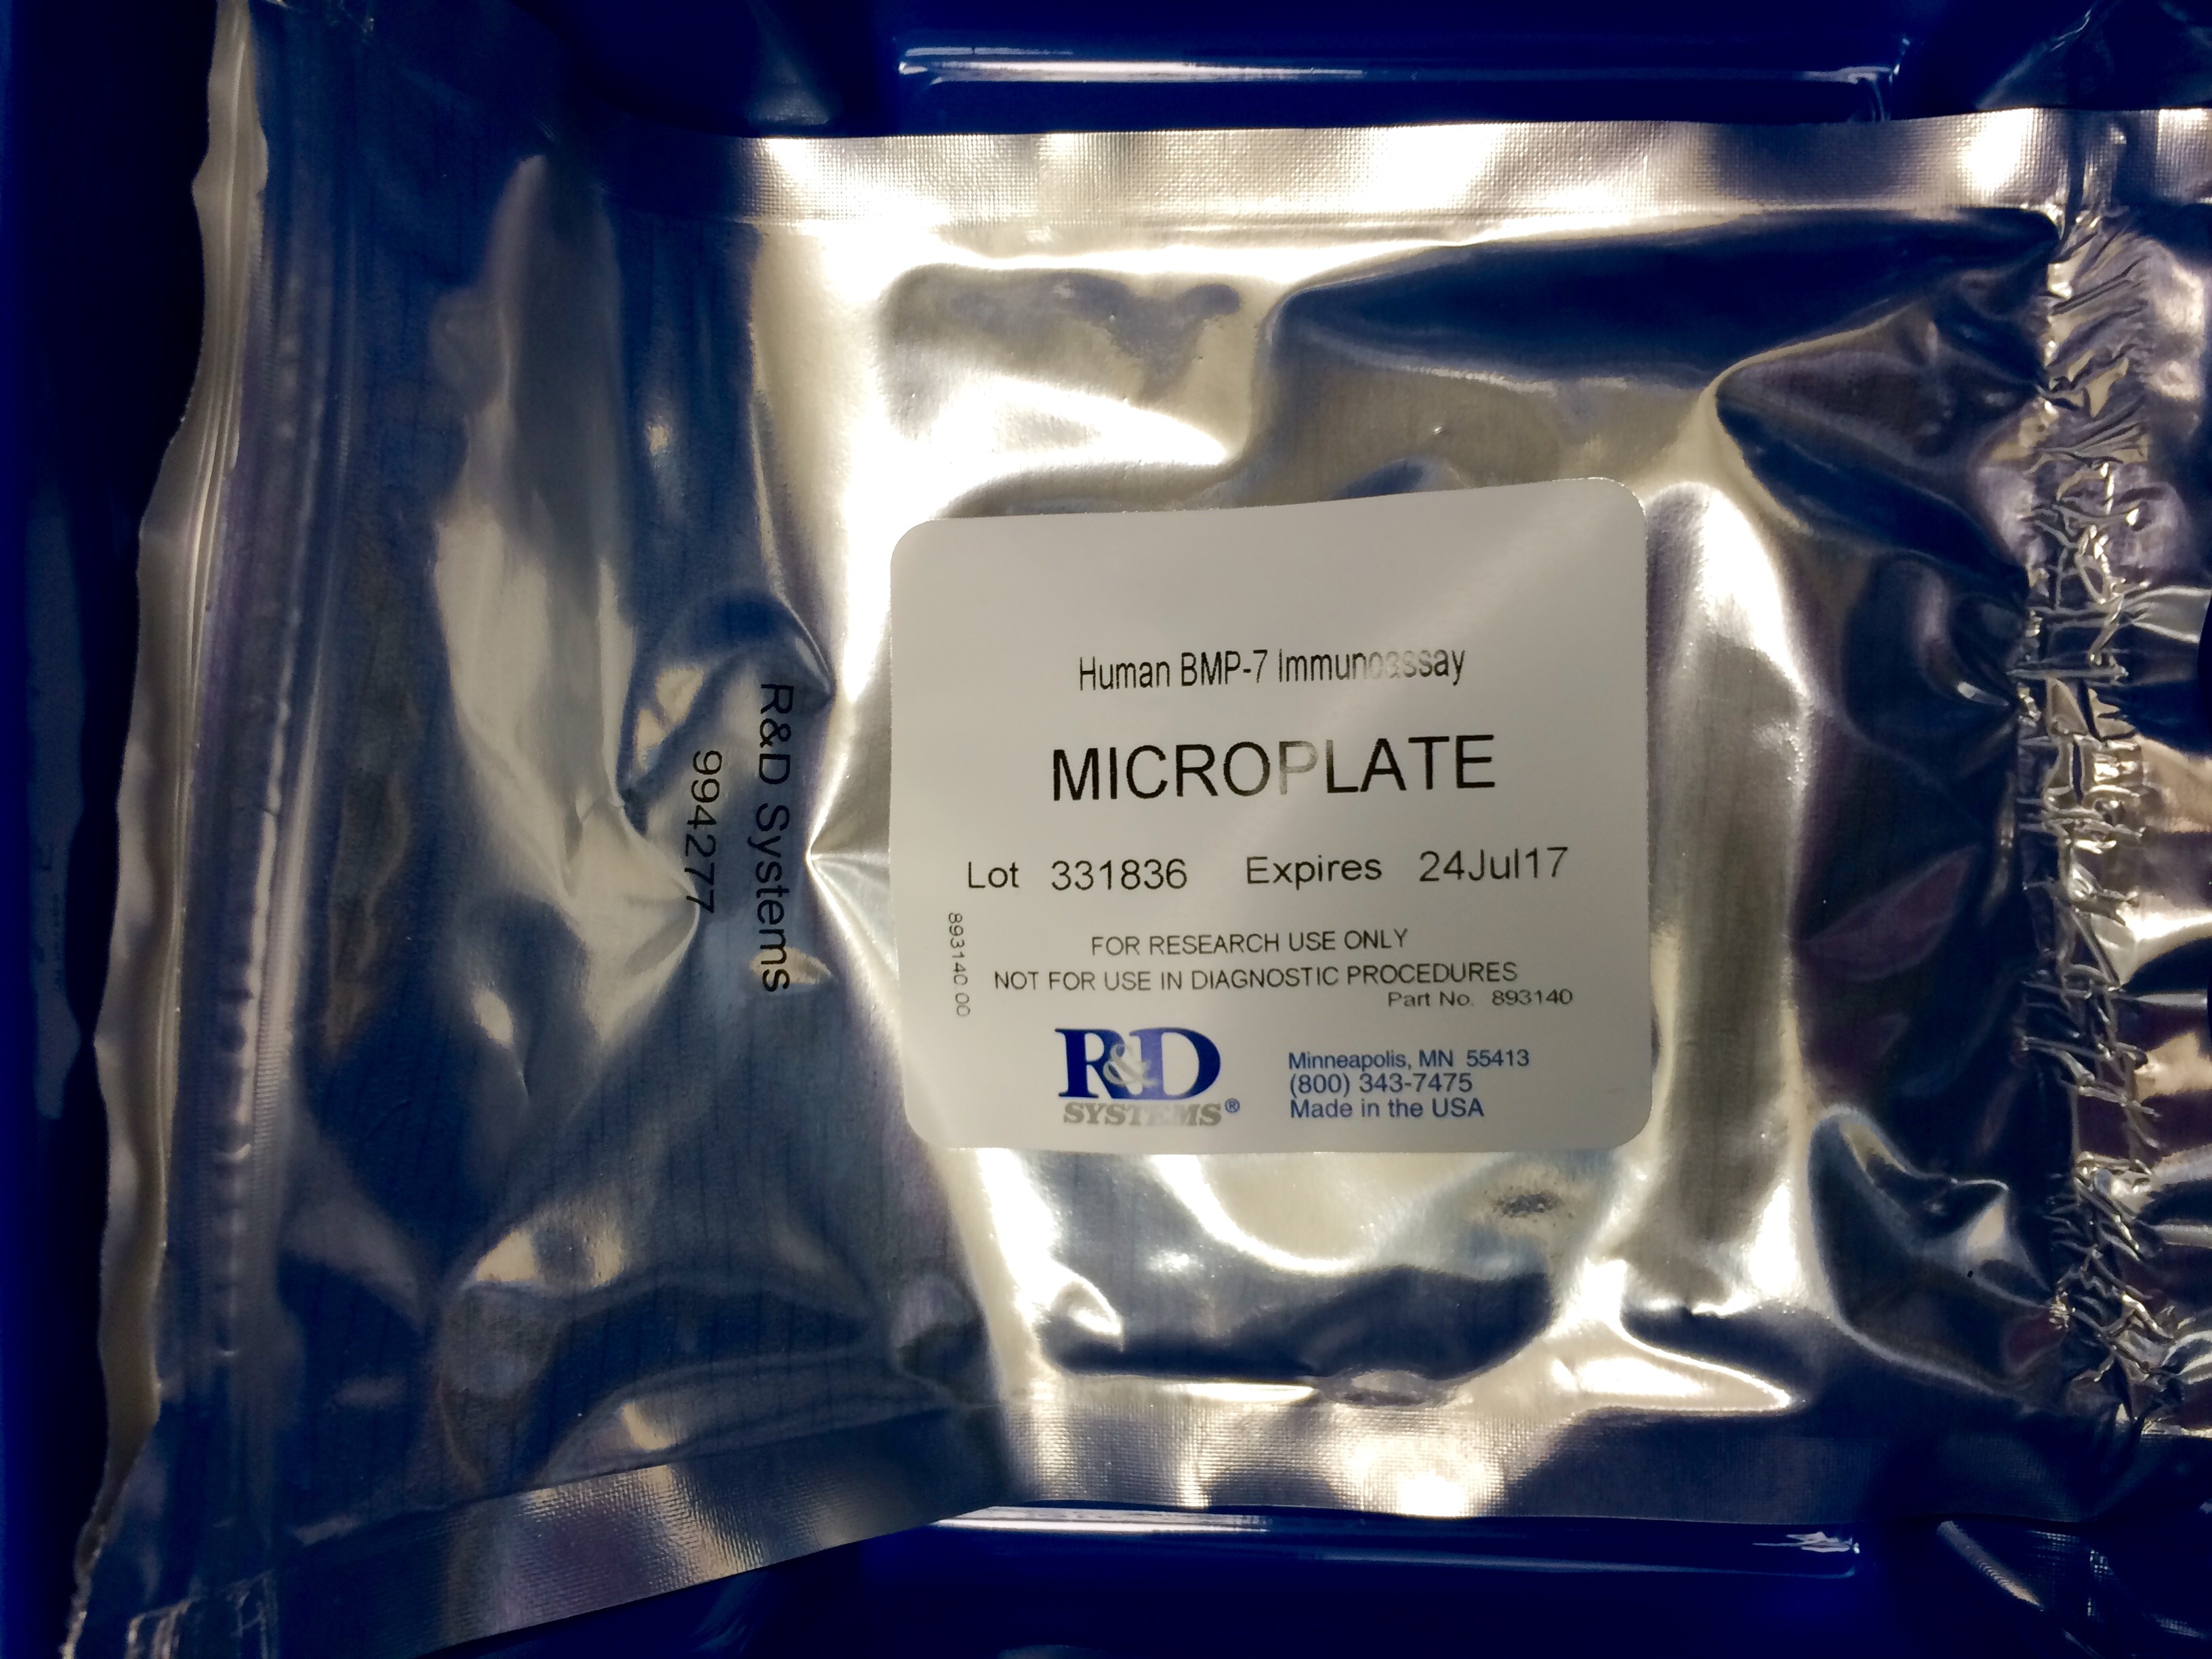 R&D Systems
994277
Human BMP-7 Immunoassay
MICROPLATE
Lot 331836 Expires 24Jul17
893140 00
FOR RESEARCH USE ONLY
NOT FOR USE IN DIAGNOSTIC PROCEDURES
Part No. 893140
R&D
SYSTEMS®
Minneapolis, MN 55413
(800) 343-7475
Made in the USA